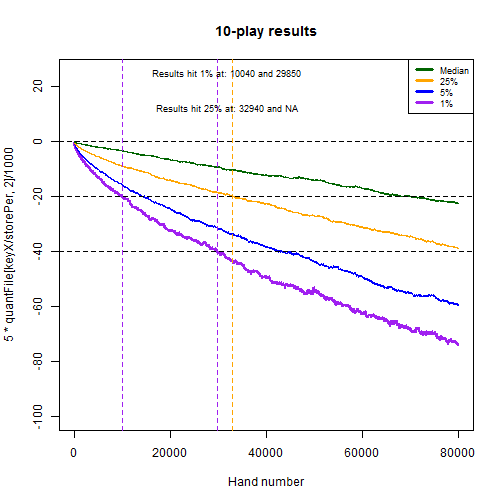 10-play results
Results hit 1% at: 10040 and 29850
Results hit 25% at: 32940 and NA
Median
25%
5%
1%
5 * quantFile[keyX/storePer, 2]/1000
20
0
-20
-40
-60
-80
-100
0
20000
40000
60000
80000
Hand number